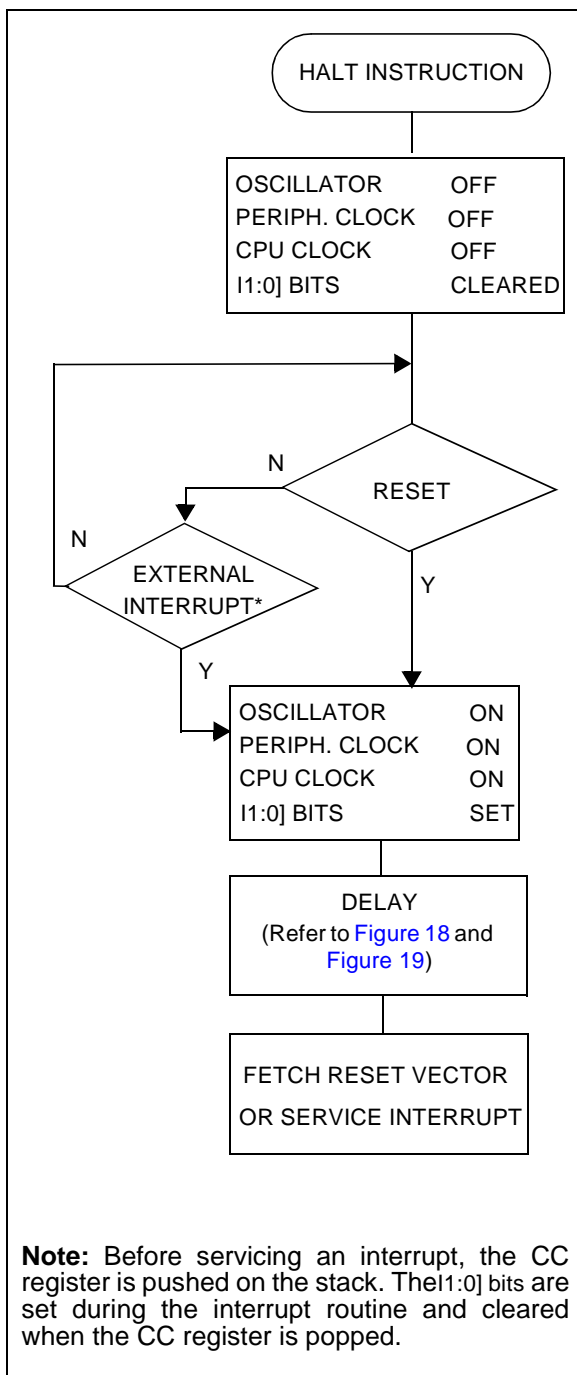 HALT INSTRUCTION
OSCILLATOR OFF
PERIPH. CLOCK OFF
CPU CLOCK OFF
I1:0] BITS CLEARED
N
RESET
N
EXTERNAL
INTERRUPT*
Y
Y
OSCILLATOR ON
PERIPH. CLOCK ON
CPU CLOCK ON
I1:0] BITS SET
DELAY
(Refer to Figure 18 and
Figure 19)
FETCH RESET VECTOR
OR SERVICE INTERRUPT
Note: Before servicing an interrupt, the CC
register is pushed on the stack. TheI1:0] bits are
set during the interrupt routine and cleared
when the CC register is popped.